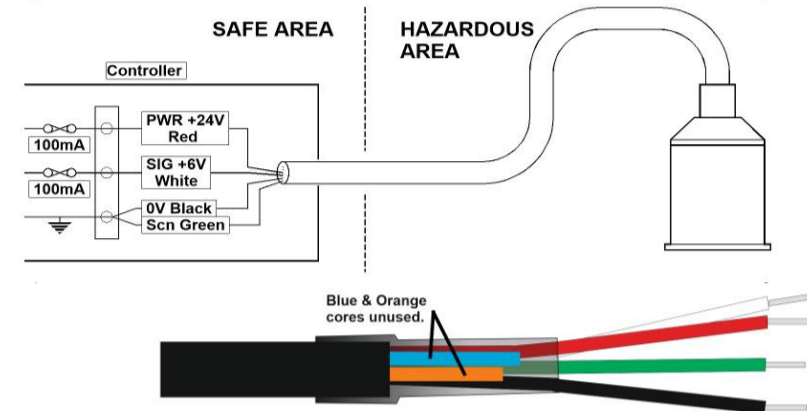 SAFE AREA
HAZARDOUS
AREA
Controller
PWR +24V
Red
100mA
SIG +6V
White
100mA
0V Black
Scn Green
Blue & Orange
cores unused.